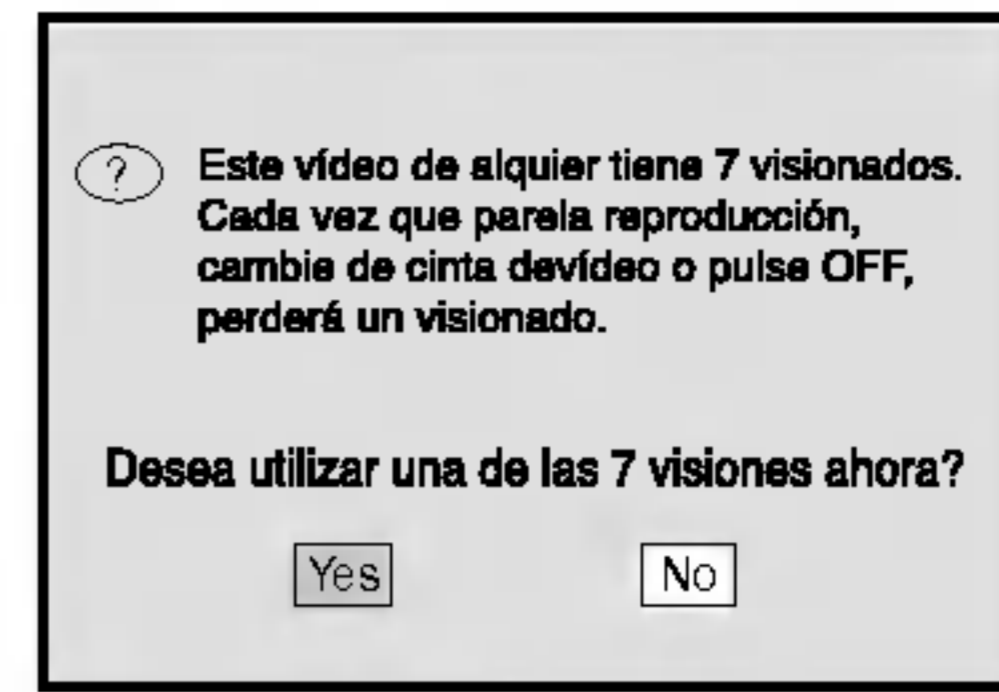 ?
Este vídeo de alquier tiene 7 visionados.
Cada vez que parela reproducción,
cambie de cinta devídeo o pulse OFF,
perderá un visionado.
Desea utilizar una de las 7 visiones ahora?
Yes No